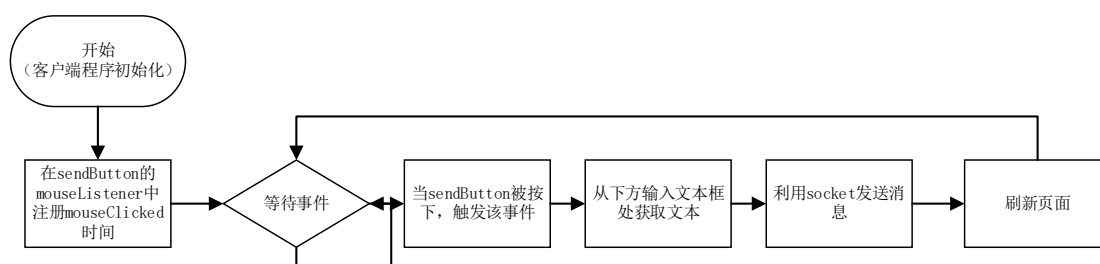 开始
（客户端程序初始化）
在sendButton的
mouseListener中
注册mouseClicked
时间
等待事件
当sendButton被按
下，触发该事件
从下方输入文本框
处获取文本
利用socket发送消
息
刷新页面